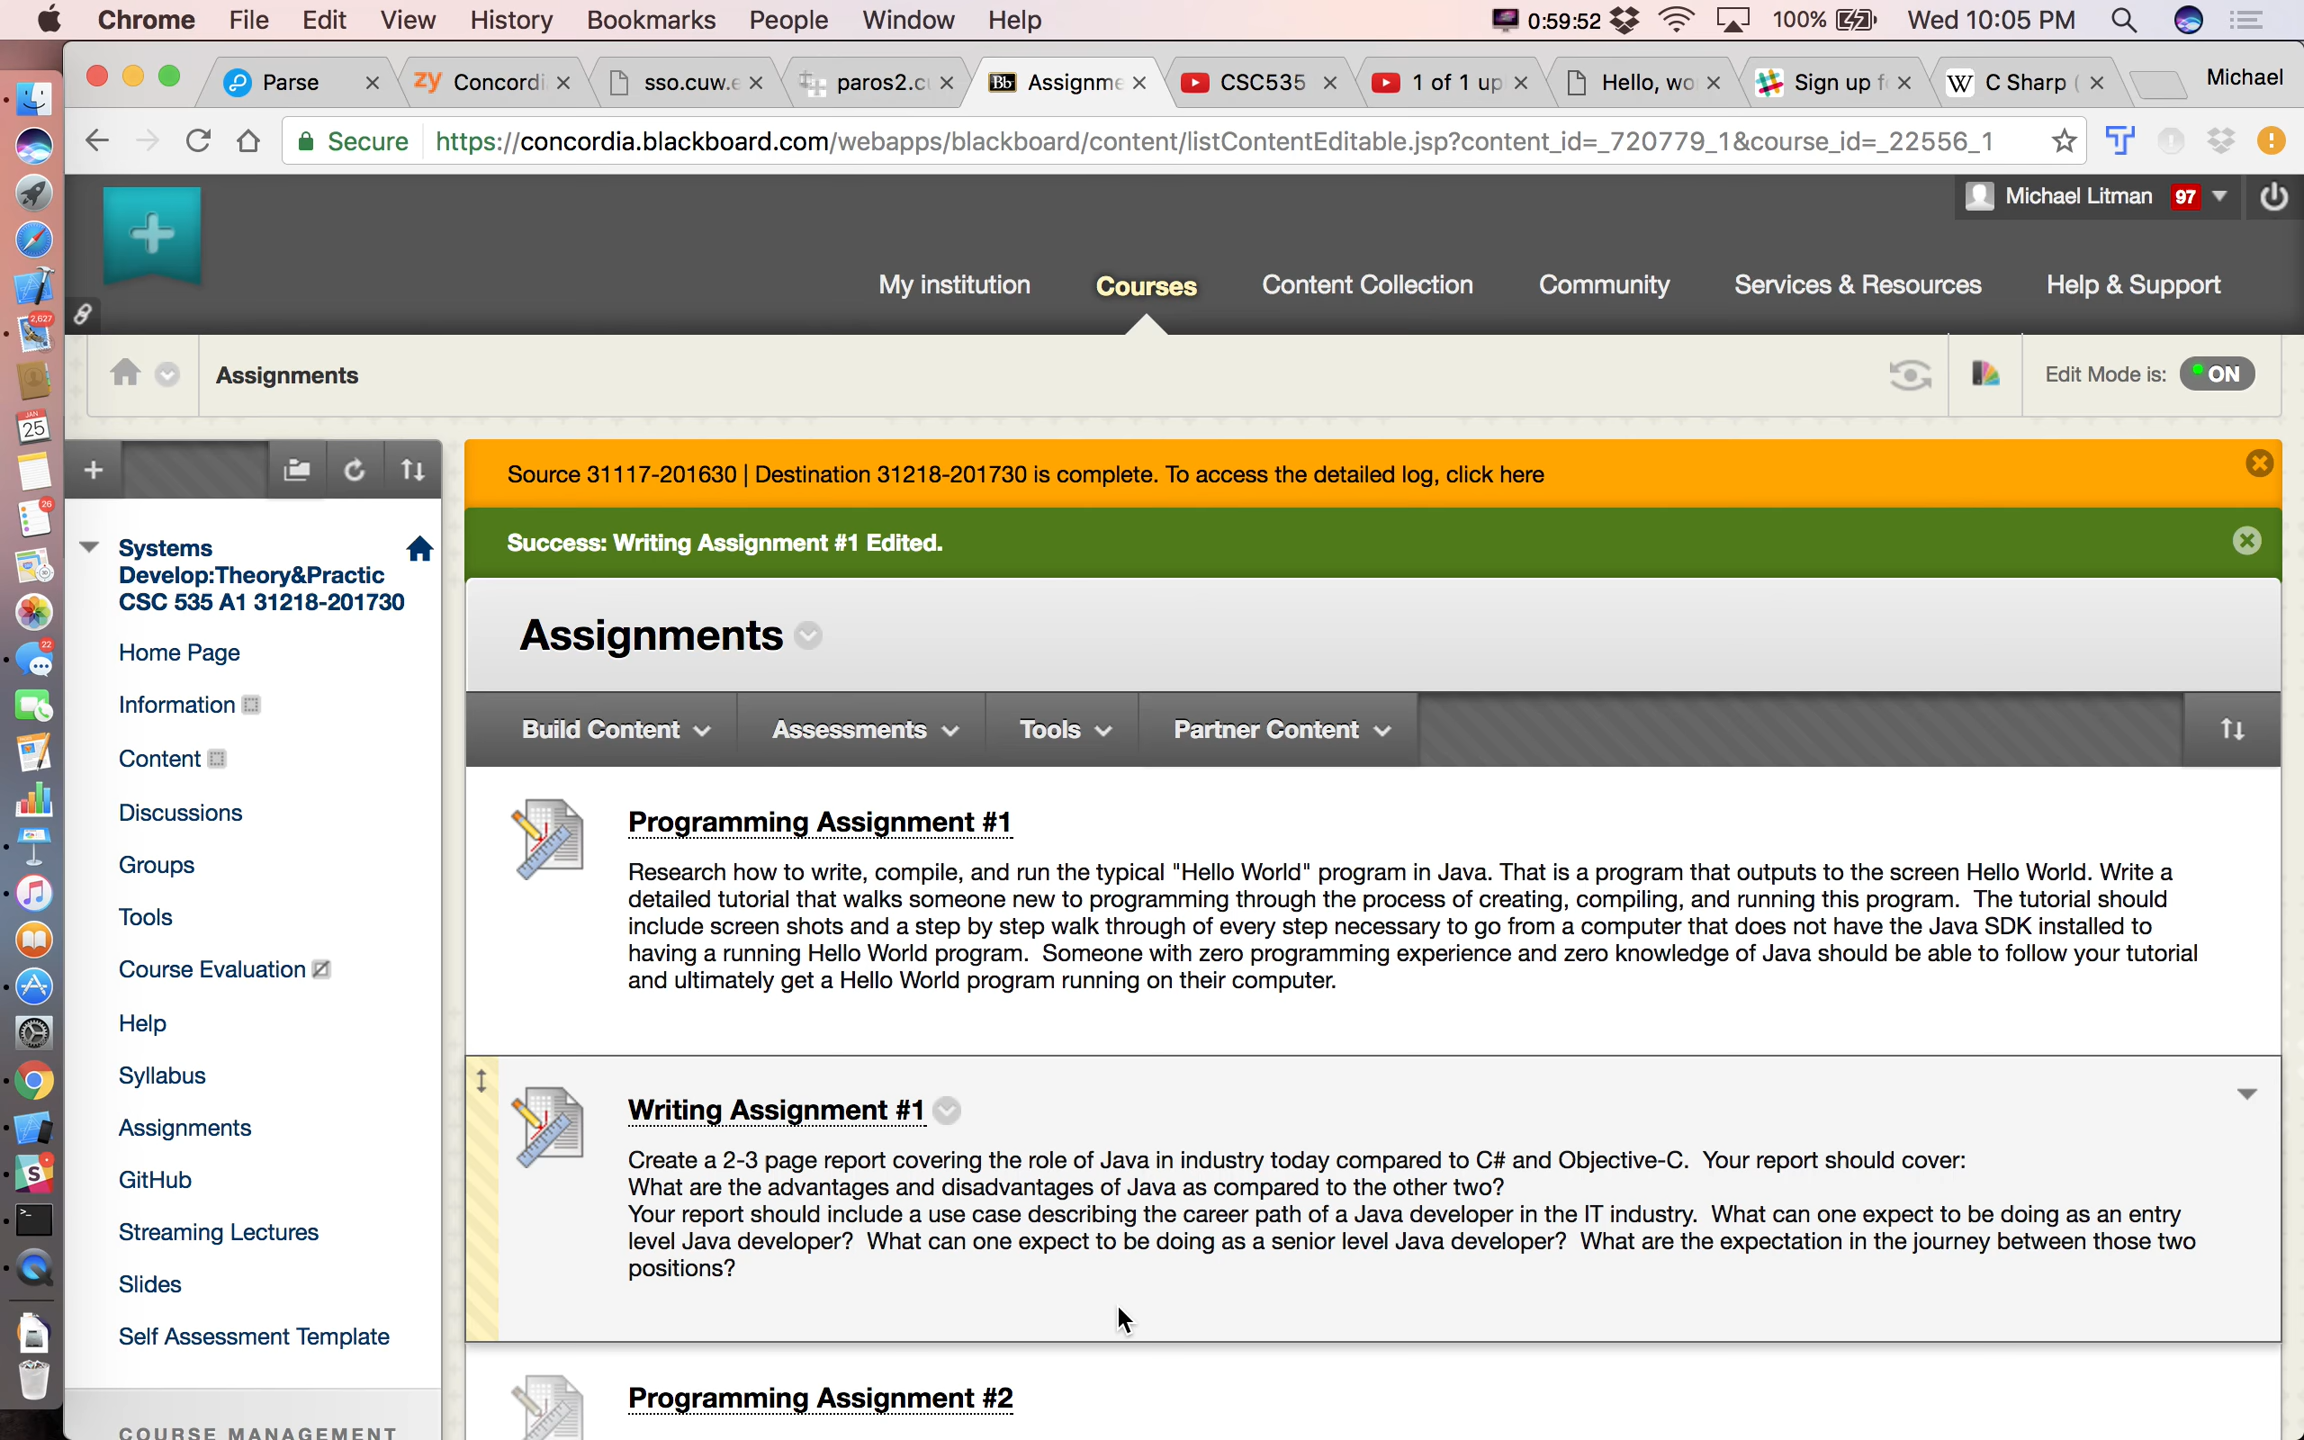 Chrome File Edit View History Bookmarks People Window Help 0:59:52 100% Wed 10:05 PM
Parse zy Concordi sso.cuw.e paros2.c Bb Assignme CSC535 1 of 1 up Hello, wo Sign up f W C Sharp ( Michael
Secure https://concordia.blackboard.com/webapps/blackboard/content/listContentEditable.jsp?content_id=_720779_1&course_id=_22556_1
Michael Litman 97
My institution Courses Content Collection Community Services & Resources Help & Support
Assignments Edit Mode is: ON
2,627
JAN
25
26
22
Source 31117-201630 | Destination 31218-201730 is complete. To access the detailed log, click here
Success: Writing Assignment #1 Edited.
Systems
Develop:Theory&Practic
CSC 535 A1 31218-201730
Home Page
Information
Content
Discussions
Groups
Tools
Course Evaluation
Help
Syllabus
Assignments
GitHub
Streaming Lectures
Slides
Self Assessment Template
COURSE MANAGEMENT
Assignments
Build Content Assessments Tools Partner Content
Programming Assignment #1
Research how to write, compile, and run the typical "Hello World" program in Java. That is a program that outputs to the screen Hello World. Write a
detailed tutorial that walks someone new to programming through the process of creating, compiling, and running this program. The tutorial should
include screen shots and a step by step walk through of every step necessary to go from a computer that does not have the Java SDK installed to
having a running Hello World program. Someone with zero programming experience and zero knowledge of Java should be able to follow your tutorial
and ultimately get a Hello World program running on their computer.
Writing Assignment #1
Create a 2-3 page report covering the role of Java in industry today compared to C# and Objective-C. Your report should cover:
What are the advantages and disadvantages of Java as compared to the other two?
Your report should include a use case describing the career path of a Java developer in the IT industry. What can one expect to be doing as an entry
level Java developer? What can one expect to be doing as a senior level Java developer? What are the expectation in the journey between those two
positions?
Programming Assignment #2